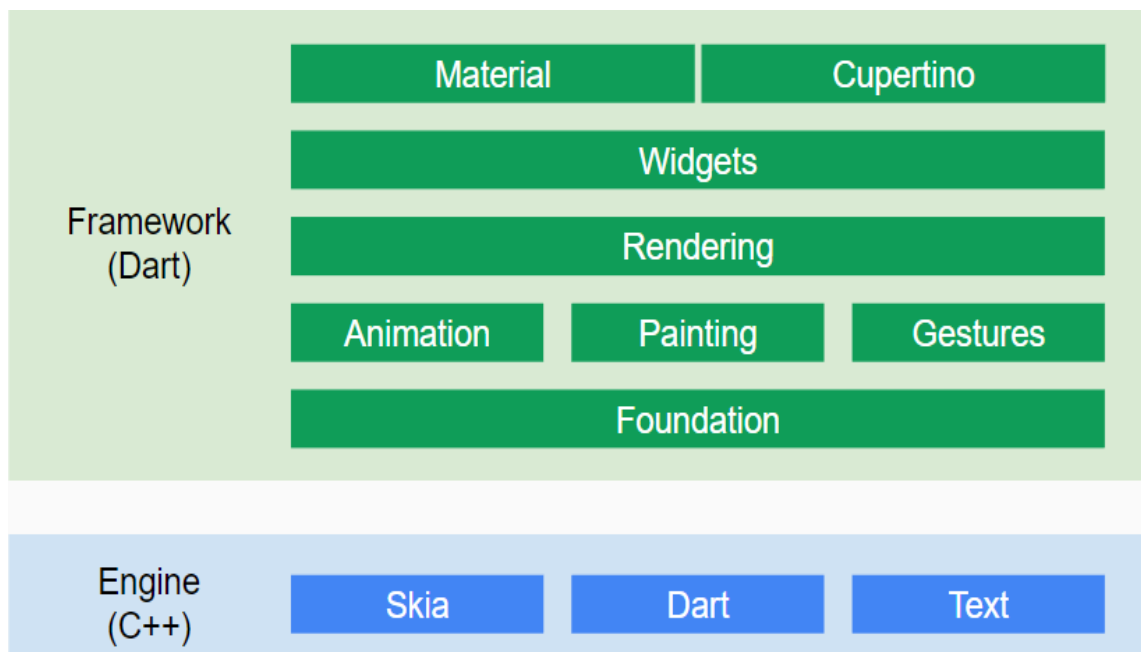 Material
Cupertino
Widgets
Framework
(Dart)
Rendering
Animation
Painting
Gestures
Foundation
Engine
(C++)
Skia
Dart
Text